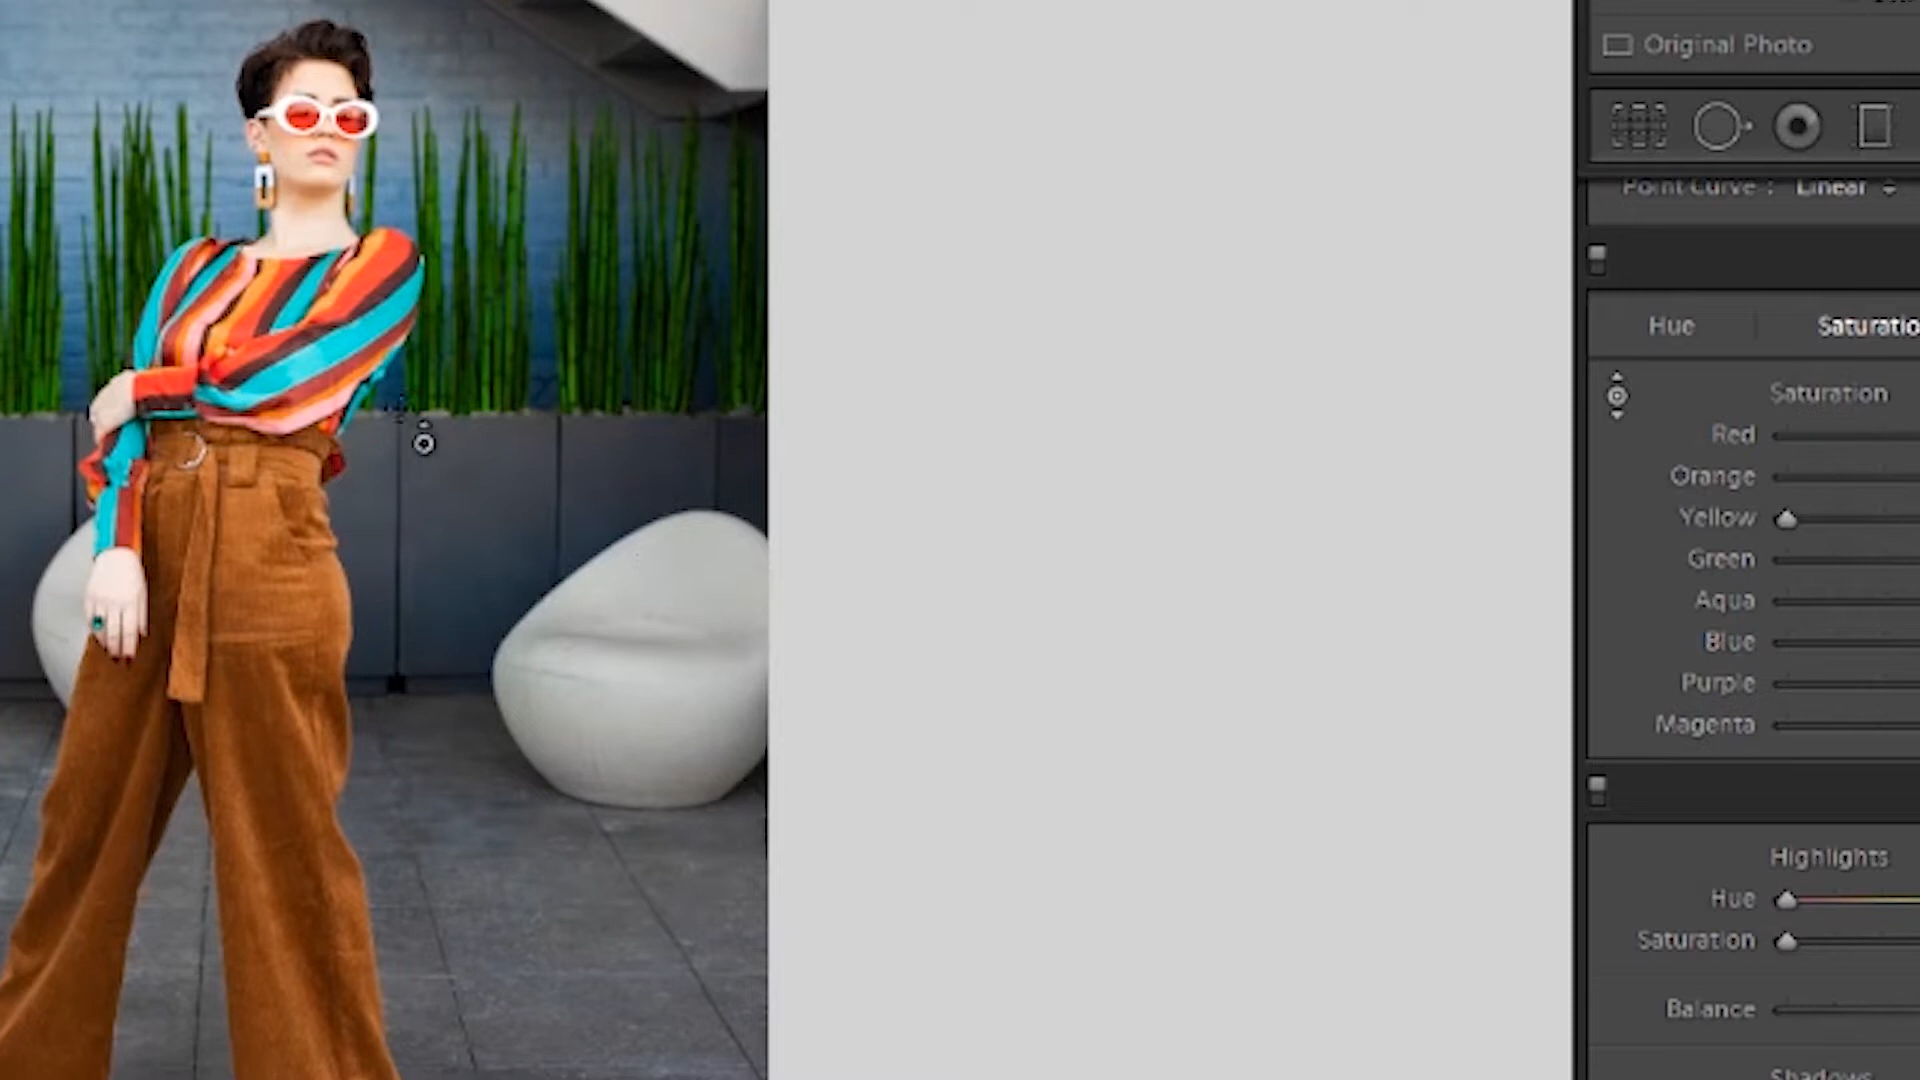 Original Photo
Point Curve : Linear
Hue Saturatio
Saturation
Red
Orange
Yellow
Green
Aqua
Blue
Purple
Magenta
Highlights
Hue
Saturation
Balance
Shadows